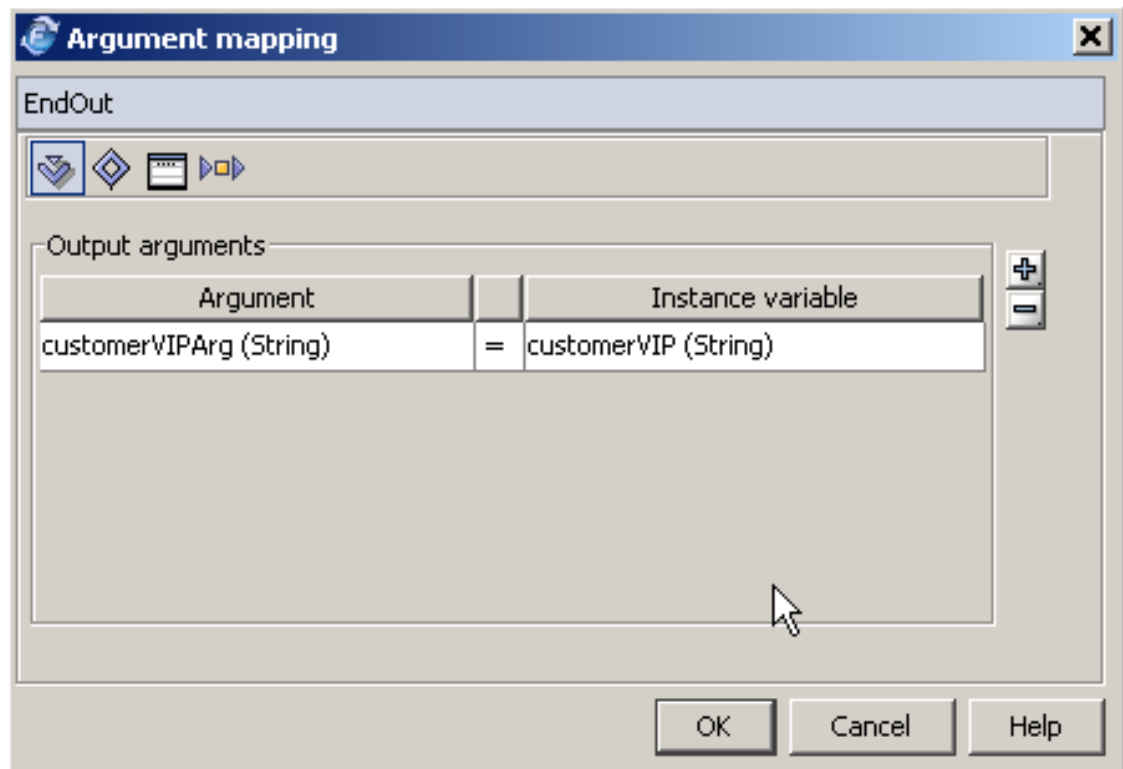 Argument mapping
EndOut
Output arguments
Argument Instance variable
customerVIPArg (String) = customerVIP (String)
OK Cancel Help